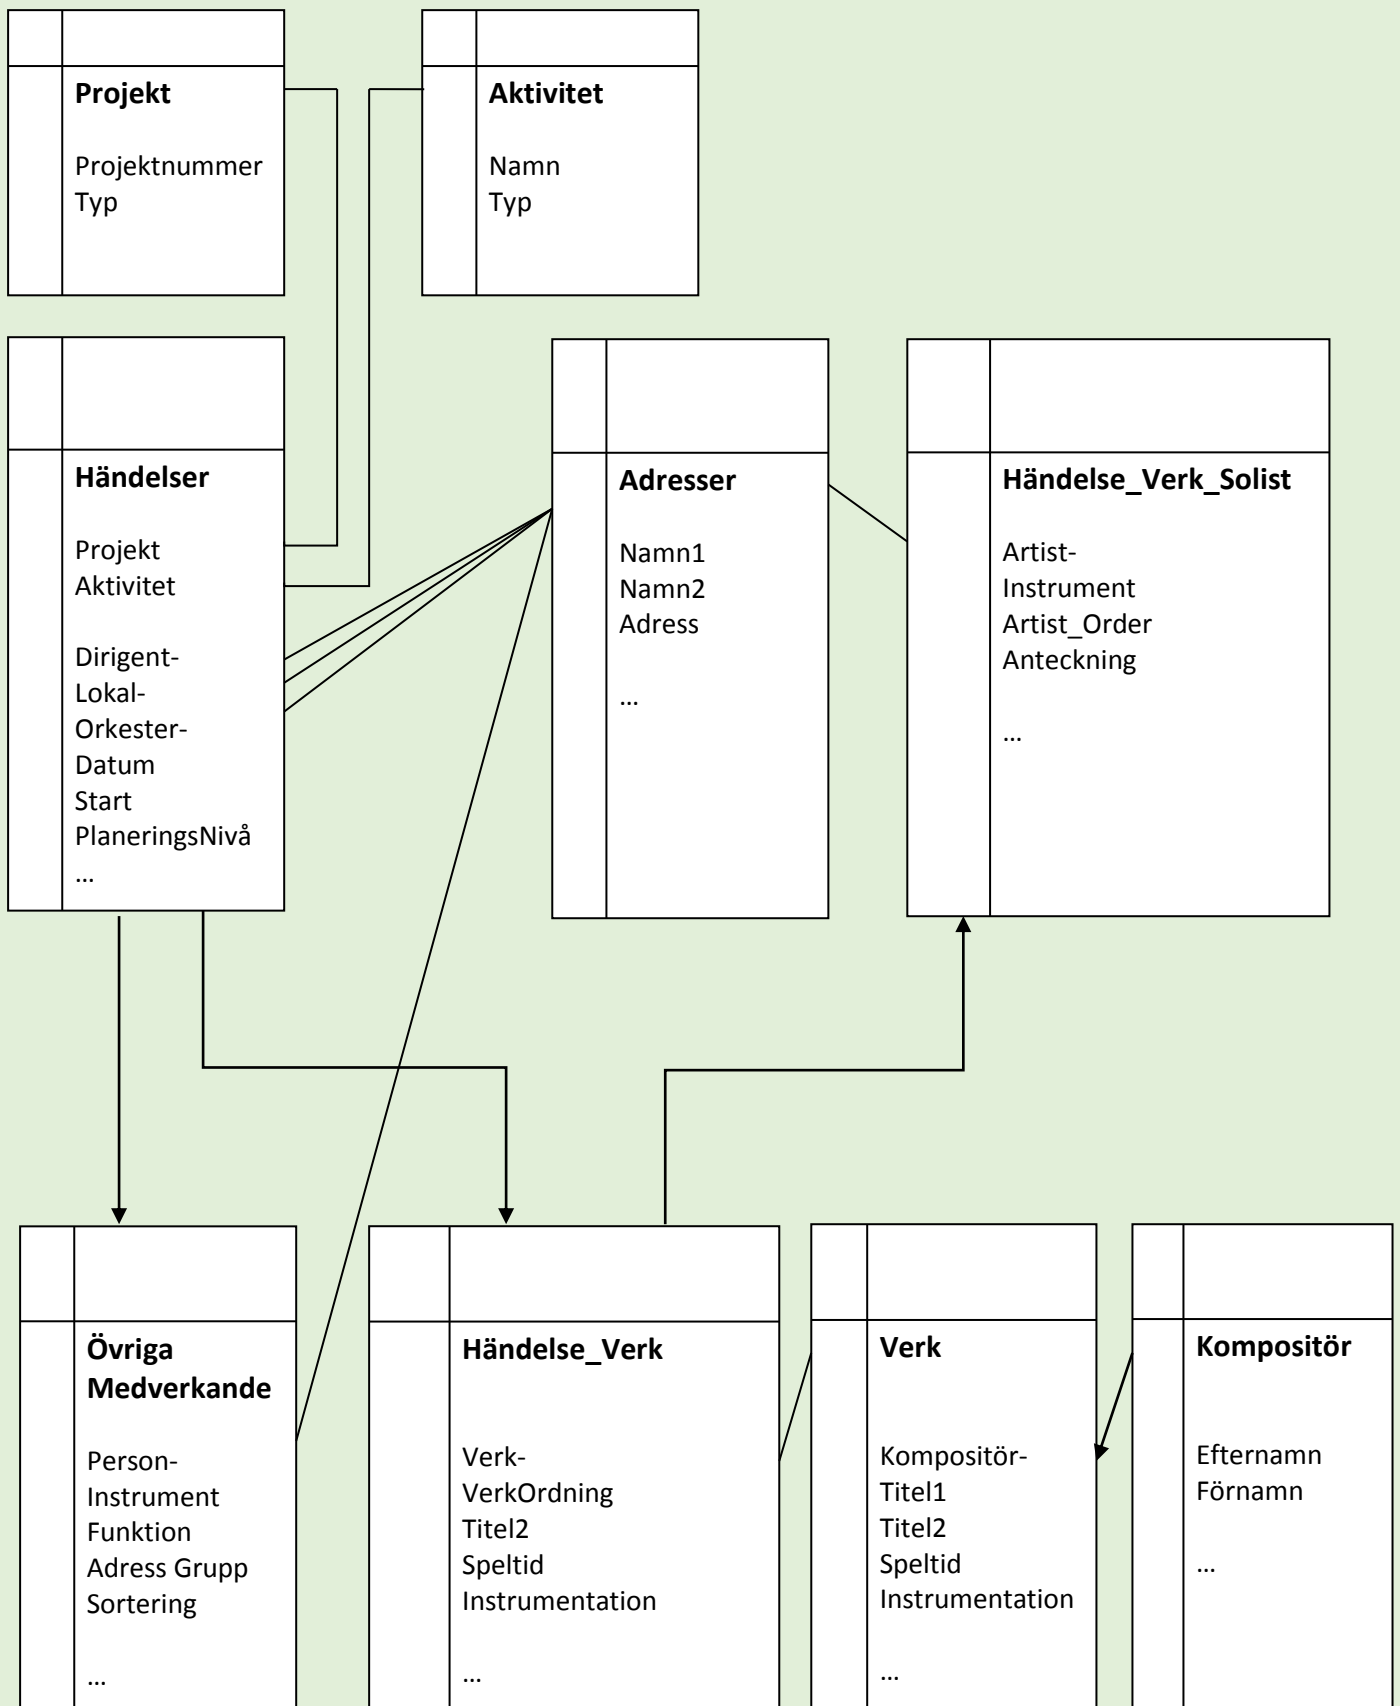 Projekt
Projektnummer
Typ
Aktivitet
Namn
Typ
Händelser
Projekt
Aktivitet
Dirigent-
Lokal-
Orkester-
Datum
Start
PlaneringsNivå
...
Adresser
Namn1
Namn2
Adress
...
Händelse_Verk_Solist
Artist-
Instrument
Artist_Order
Anteckning
...
Övriga
Medverkande
Person-
Instrument
Funktion
Adress Grupp
Sortering
...
Händelse_Verk
Verk-
VerkOrdning
Titel2
Speltid
Instrumentation
...
Verk
Kompositör-
Titel1
Titel2
Speltid
Instrumentation
...
Kompositör
Efternamn
Förnamn
...